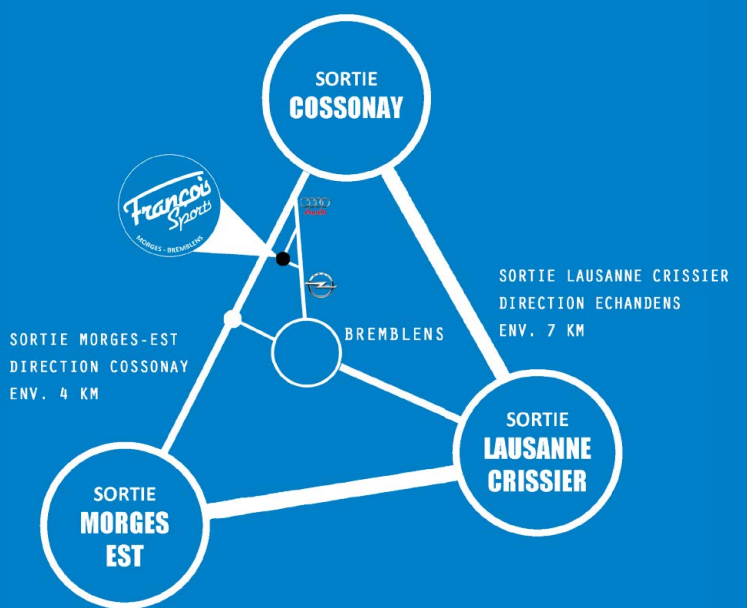 SORTIE
COSSONAY
François
Sports
MORGES - BREMBLENS
Audi
SORTIE LAUSANNE CRISSIER
DIRECTION ECHANDENS
ENV. 7 KM
BREMBLENS
SORTIE MORGES-EST
DIRECTION COSSONAY
ENV. 4 KM
SORTIE
LAUSANNE
CRISSIER
SORTIE
MORGES
EST